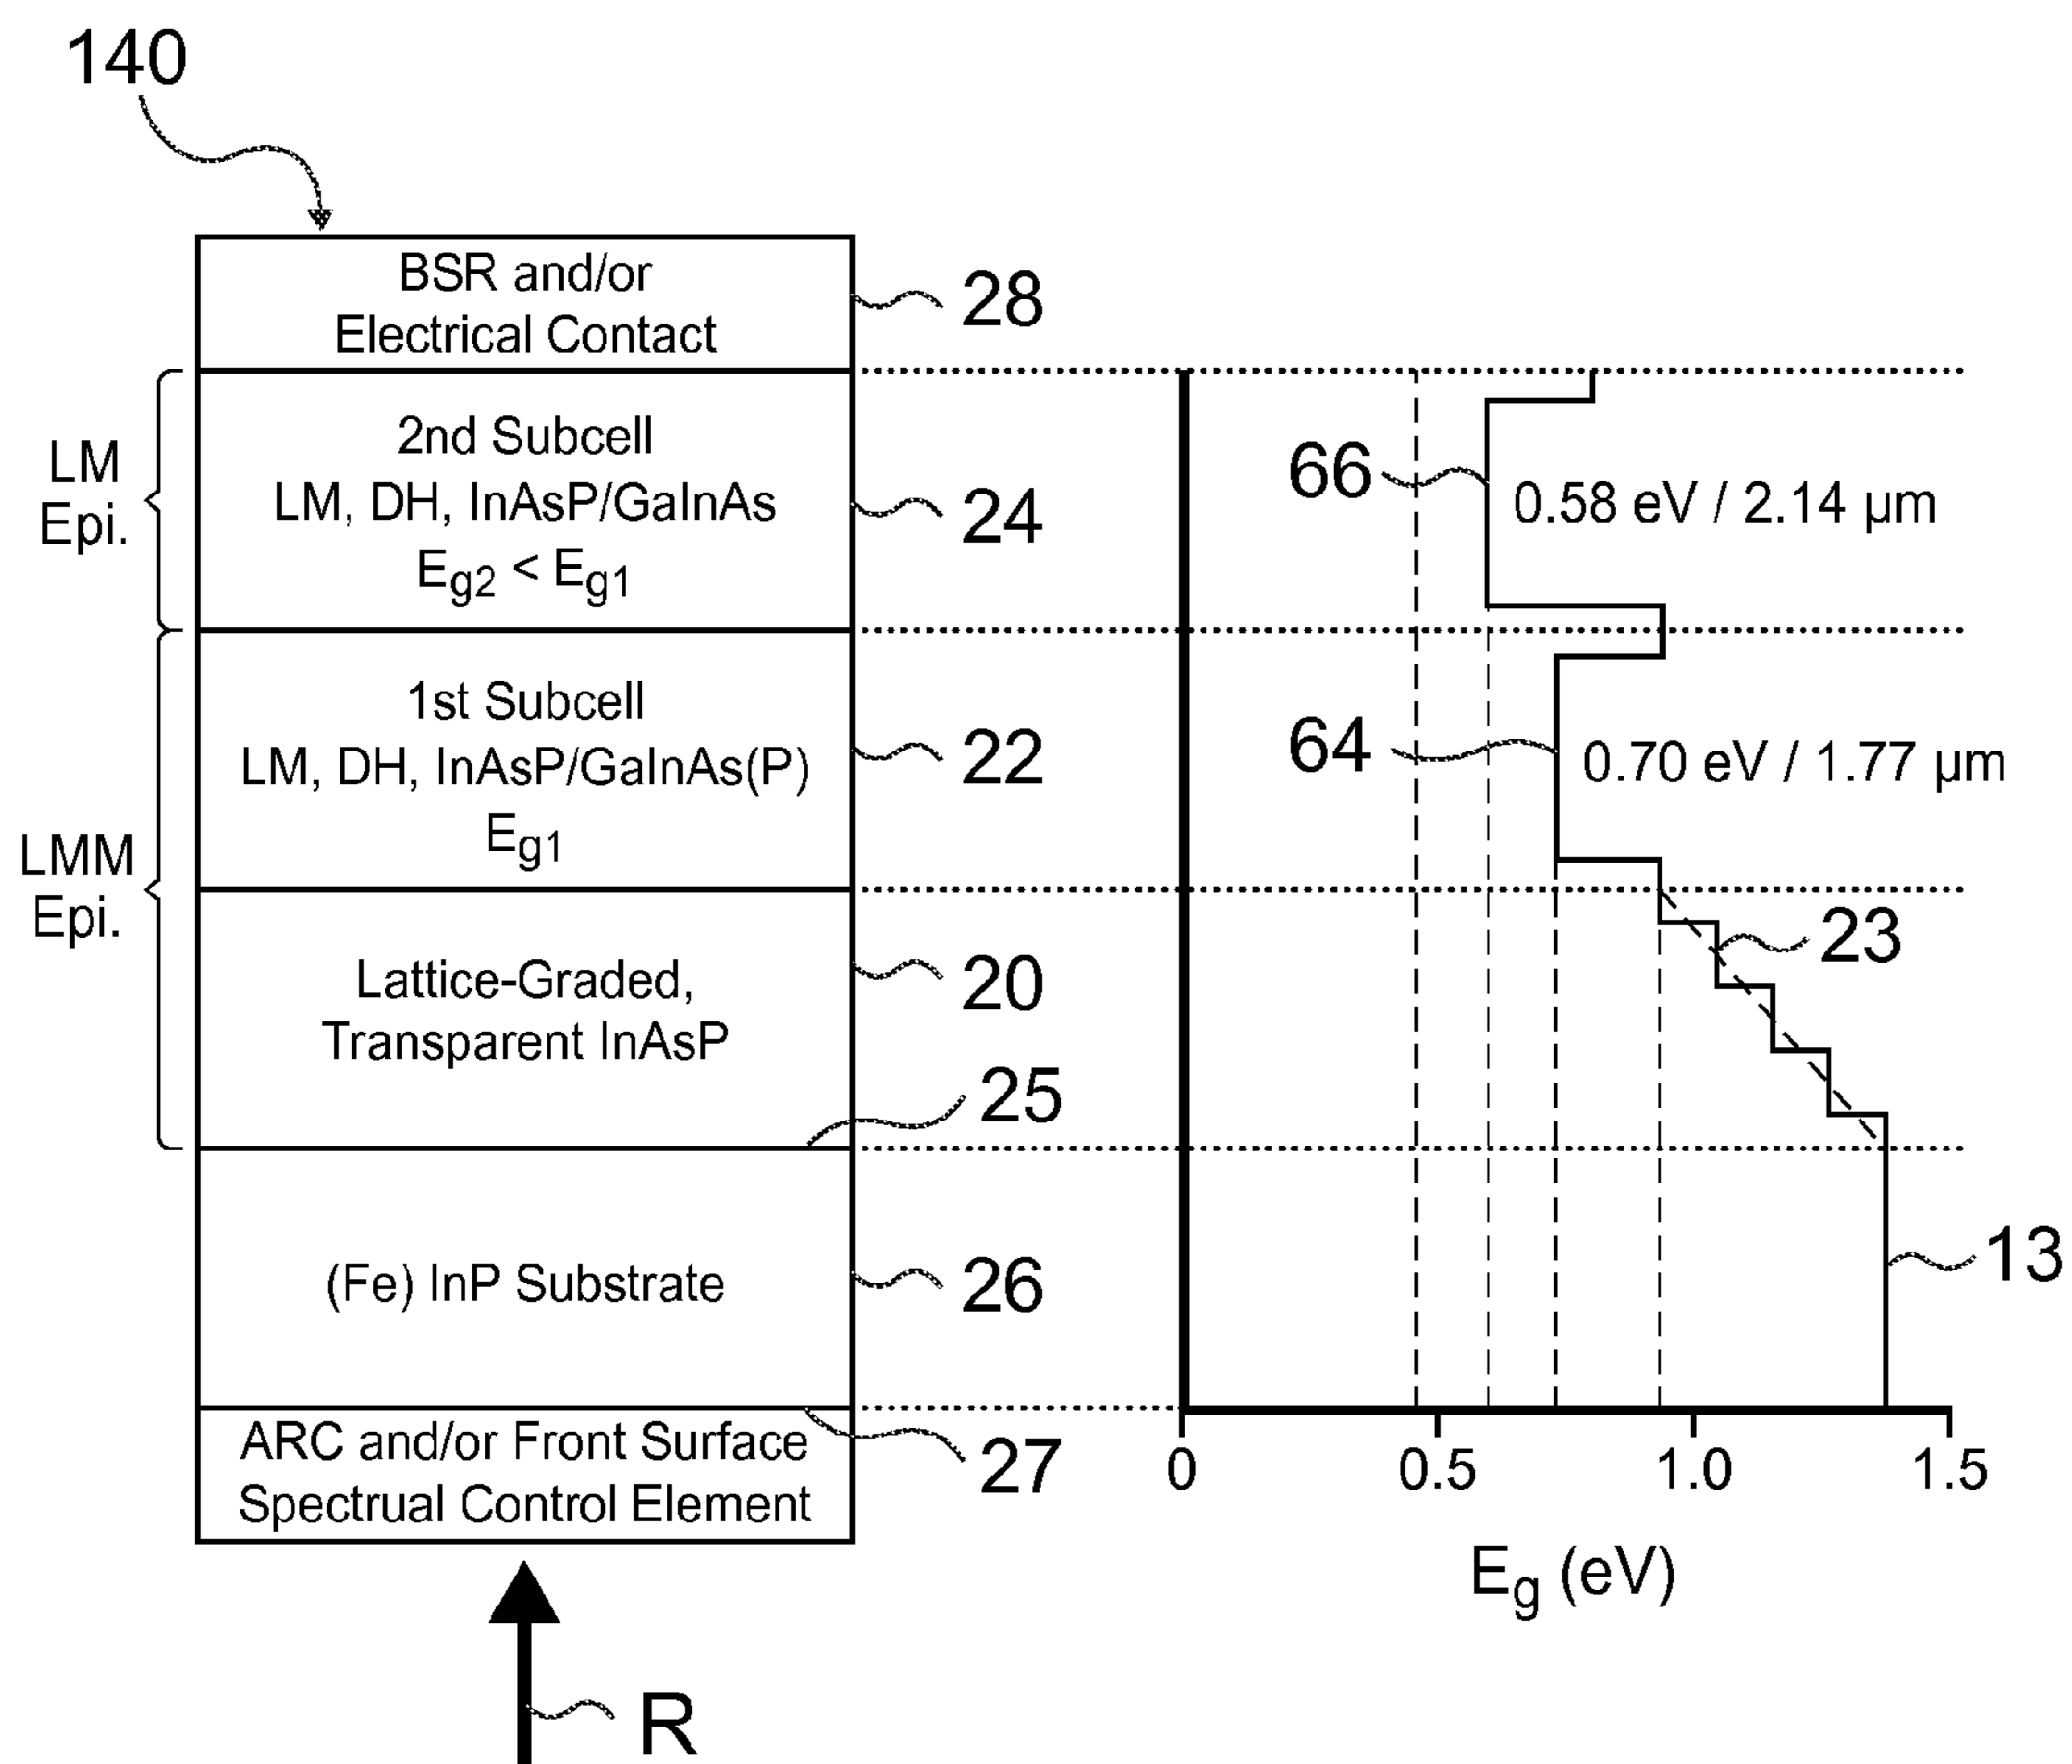 140
BSR and/or
Electrical Contact
28
LM
Epi.
2nd Subcell
LM, DH, InAsP/GaInAs
Eg2 < Eg1
24
66
0.58 eV / 2.14 µm
1st Subcell
LM, DH, InAsP/GaInAs(P)
Eg1
22
64
0.70 eV / 1.77 µm
LMM
Epi.
Lattice-Graded,
Transparent InAsP
20
23
25
(Fe) InP Substrate
26
13
ARC and/or Front Surface
Spectrual Control Element
27
0 0.5 1.0 1.5
Eg (eV)
R